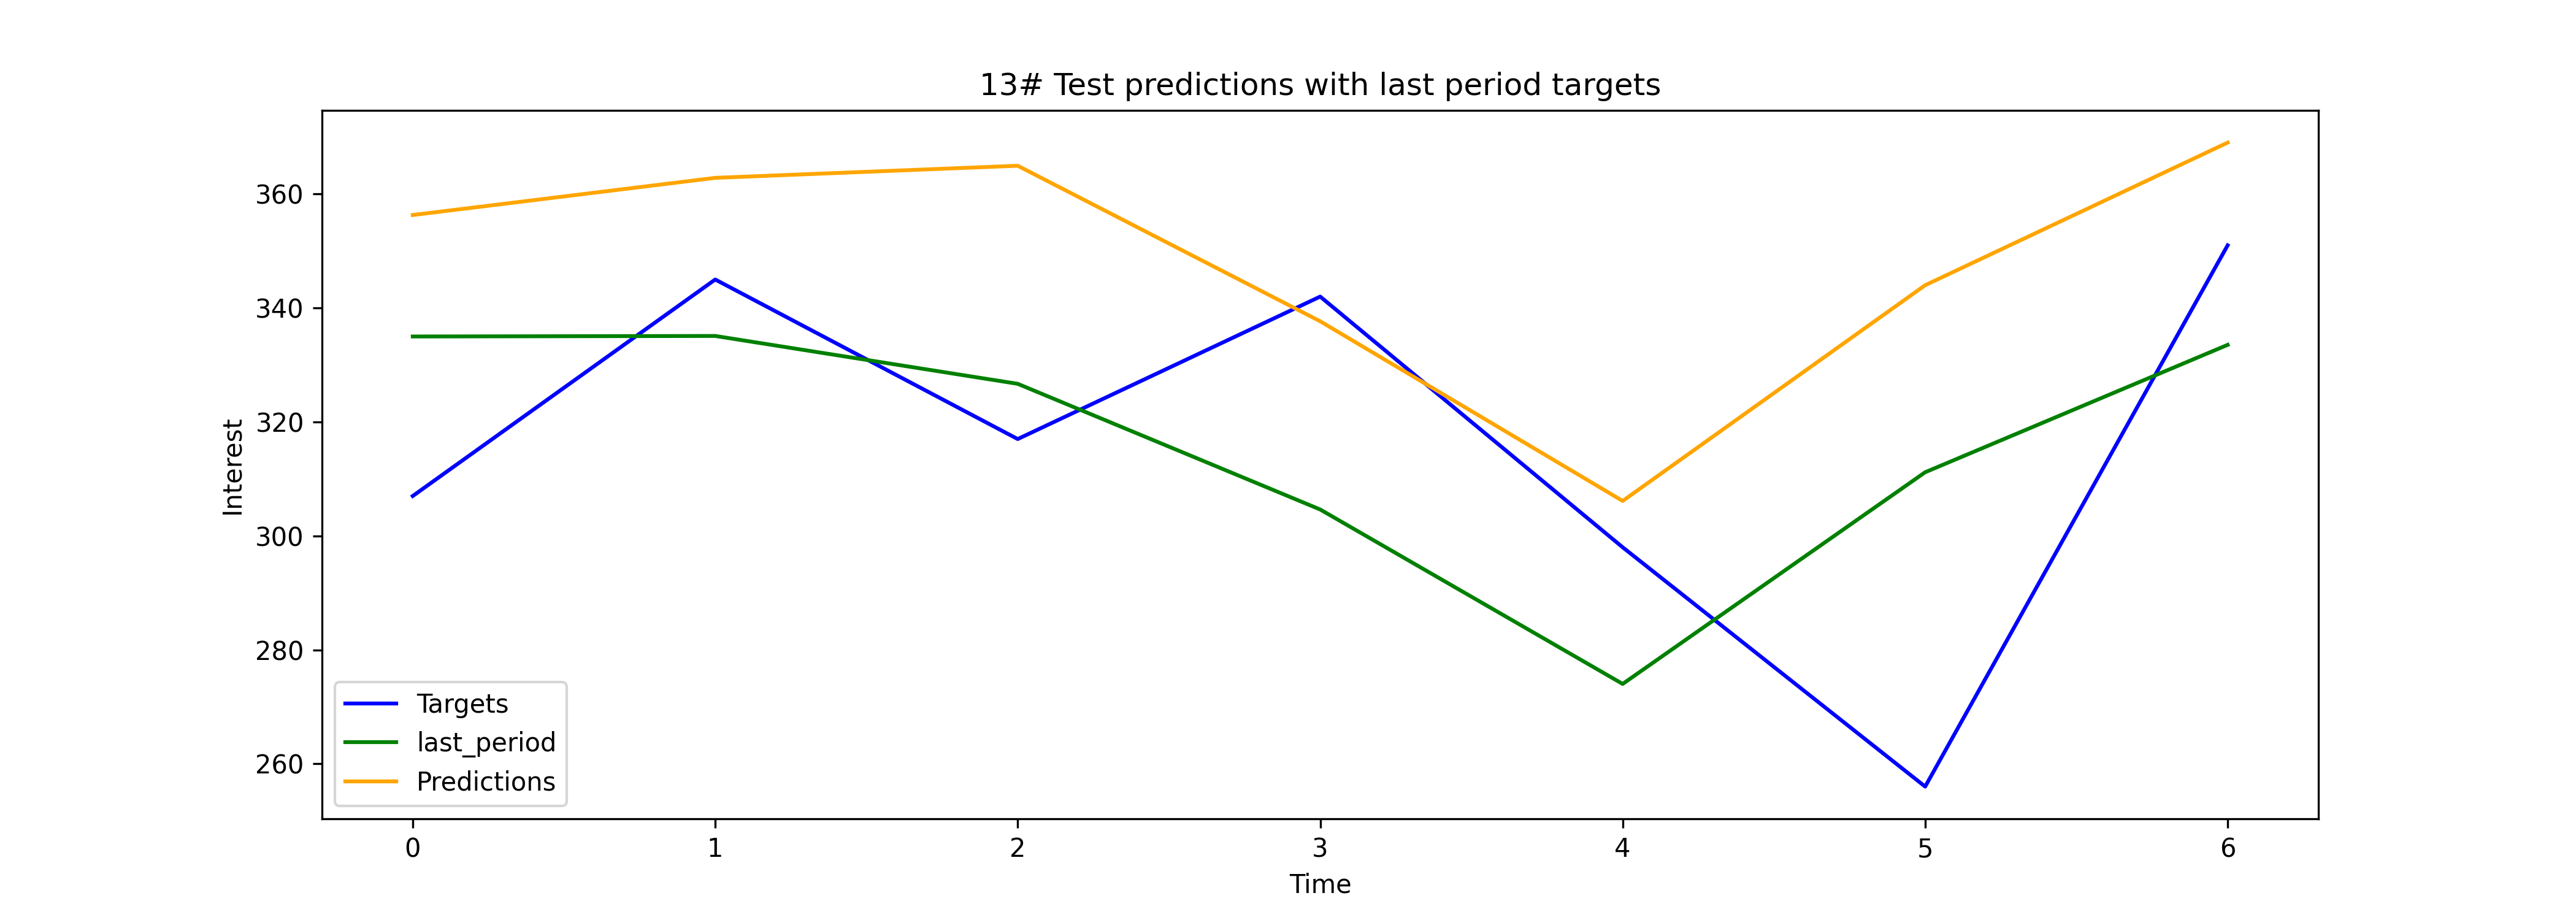 13# Test predictions with last period targets
Interest
360
340
320
300
280
260
Targets
last_period
Predictions
0 1 2 3 4 5 6
Time